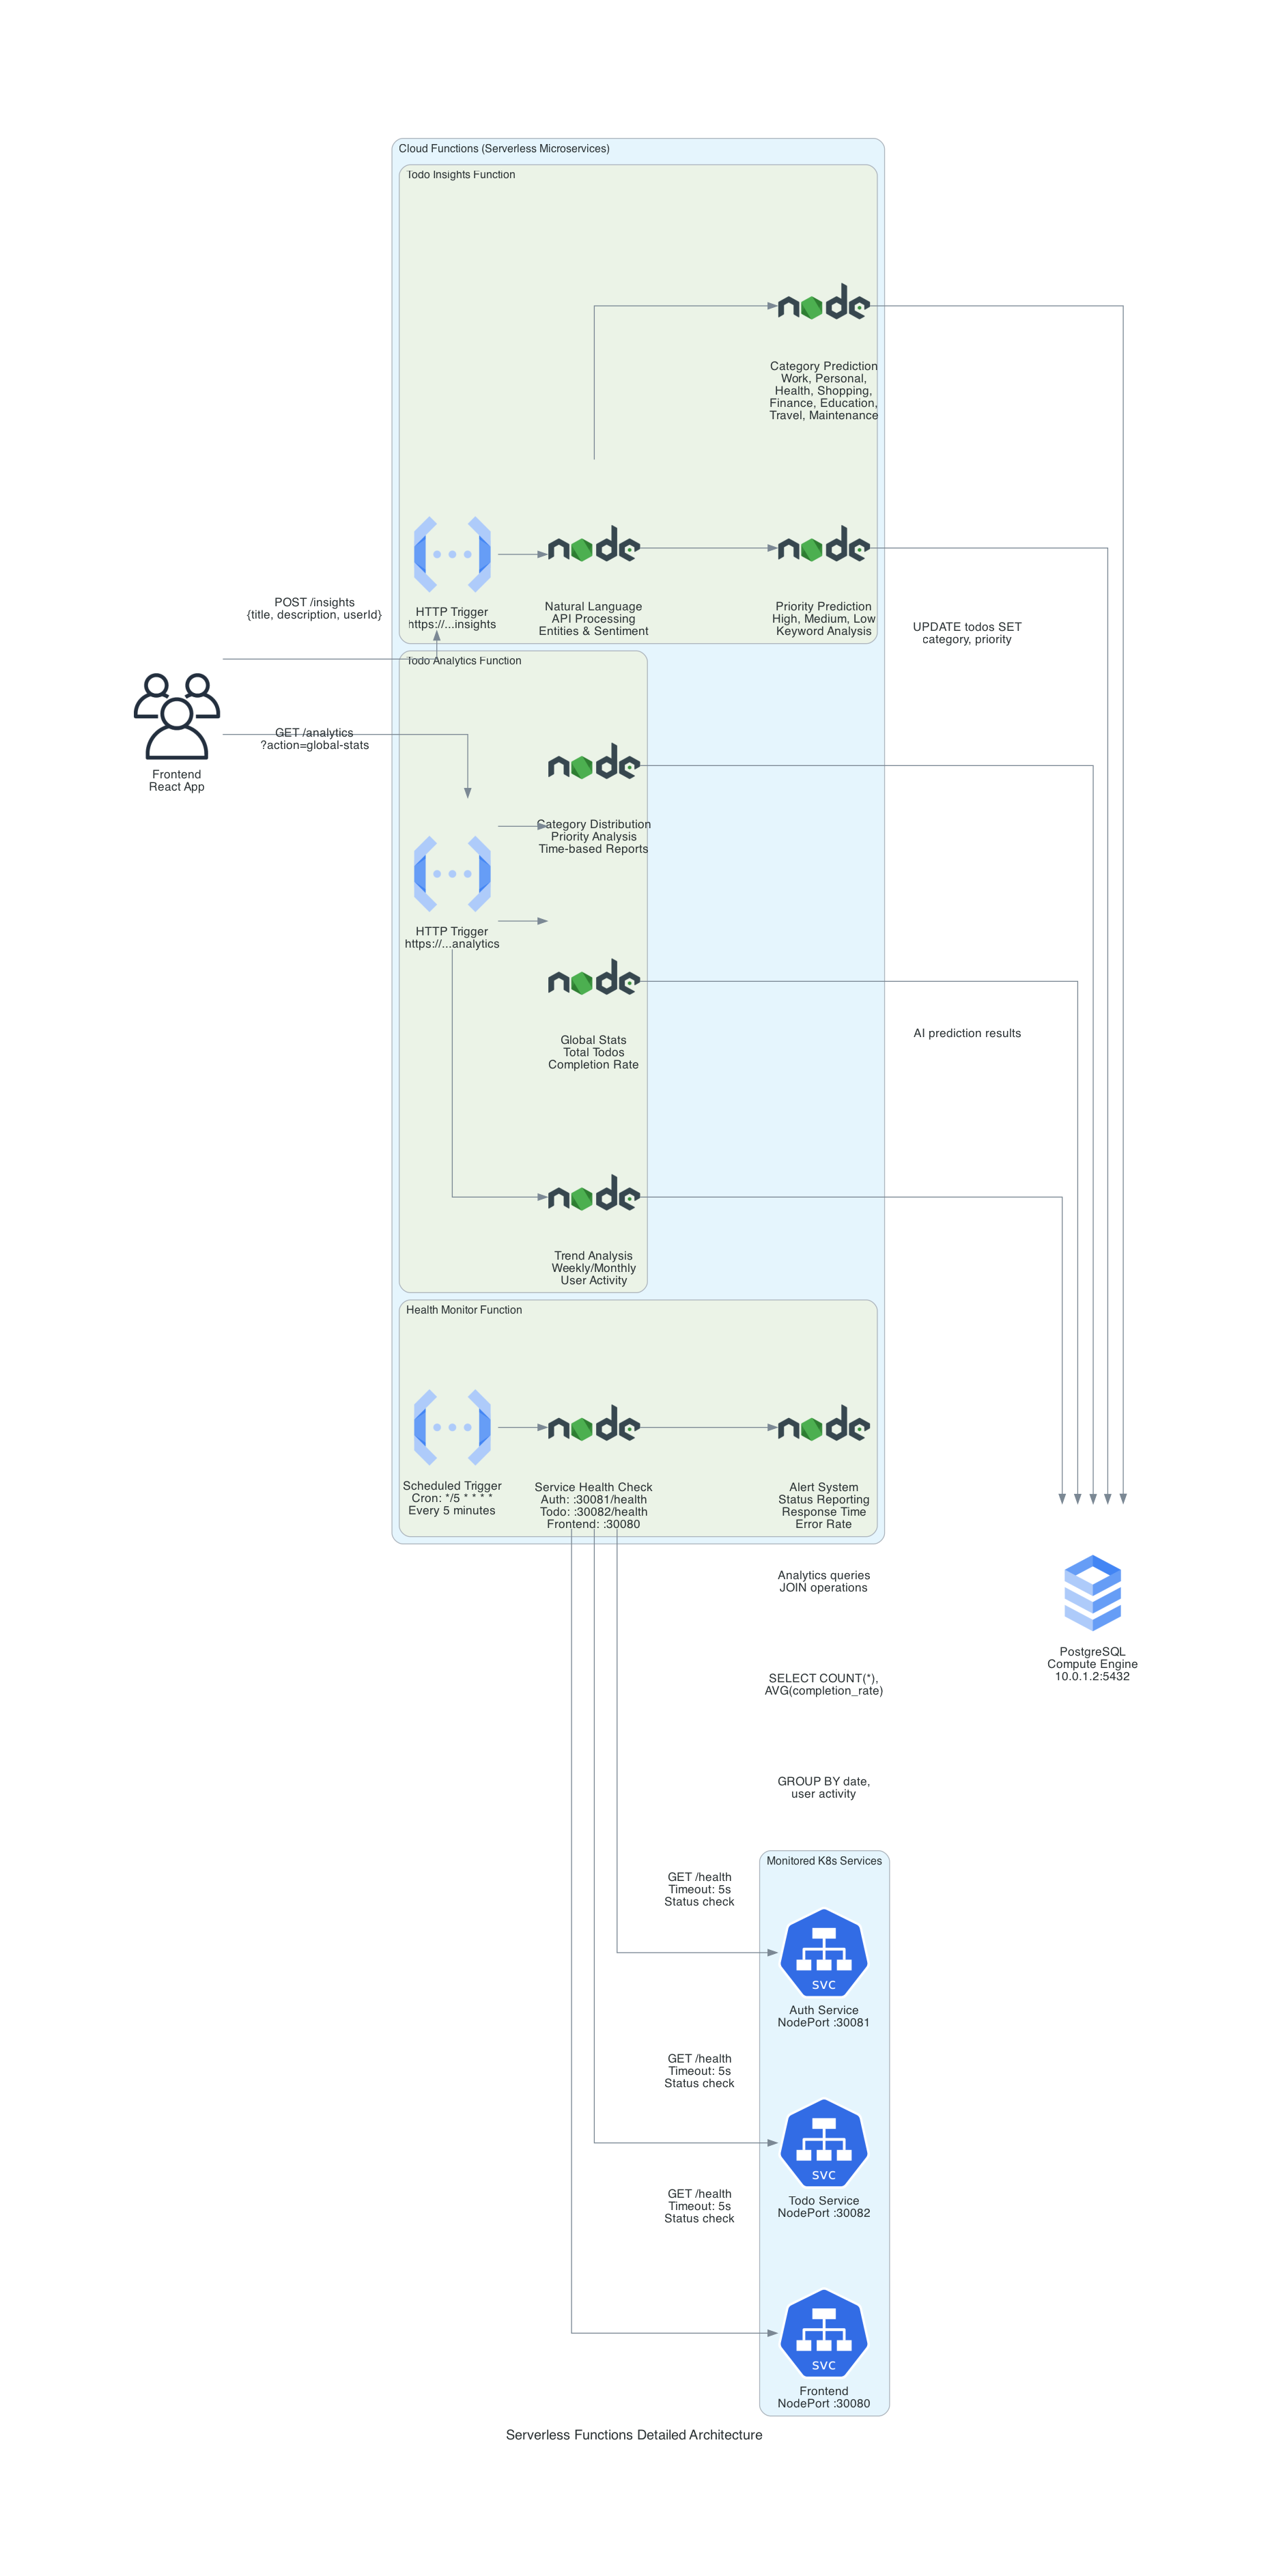 Cloud Functions (Serverless Microservices)
Todo Insights Function
node
Category Prediction
Work, Personal,
Health, Shopping,
Finance, Education,
Travel, Maintenance
HTTP Trigger
https://...insights
node
Natural Language
API Processing
Entities & Sentiment
node
Priority Prediction
High, Medium, Low
Keyword Analysis
POST /insights
{title, description, userId}
UPDATE todos SET
category, priority
Todo Analytics Function
Frontend
React App
GET /analytics
?action=global-stats
node
Category Distribution
Priority Analysis
Time-based Reports
HTTP Trigger
https://...analytics
node
Global Stats
Total Todos
Completion Rate
AI prediction results
node
Trend Analysis
Weekly/Monthly
User Activity
Health Monitor Function
Scheduled Trigger
Cron: */5 * * * *
Every 5 minutes
node
Service Health Check
Auth: :30081/health
Todo: :30082/health
Frontend: :30080
node
Alert System
Status Reporting
Response Time
Error Rate
Analytics queries
JOIN operations
PostgreSQL
Compute Engine
10.0.1.2:5432
SELECT COUNT(*),
AVG(completion_rate)
GROUP BY date,
user activity
Monitored K8s Services
GET /health
Timeout: 5s
Status check
svc
Auth Service
NodePort :30081
GET /health
Timeout: 5s
Status check
svc
Todo Service
NodePort :30082
GET /health
Timeout: 5s
Status check
svc
Frontend
NodePort :30080
Serverless Functions Detailed Architecture